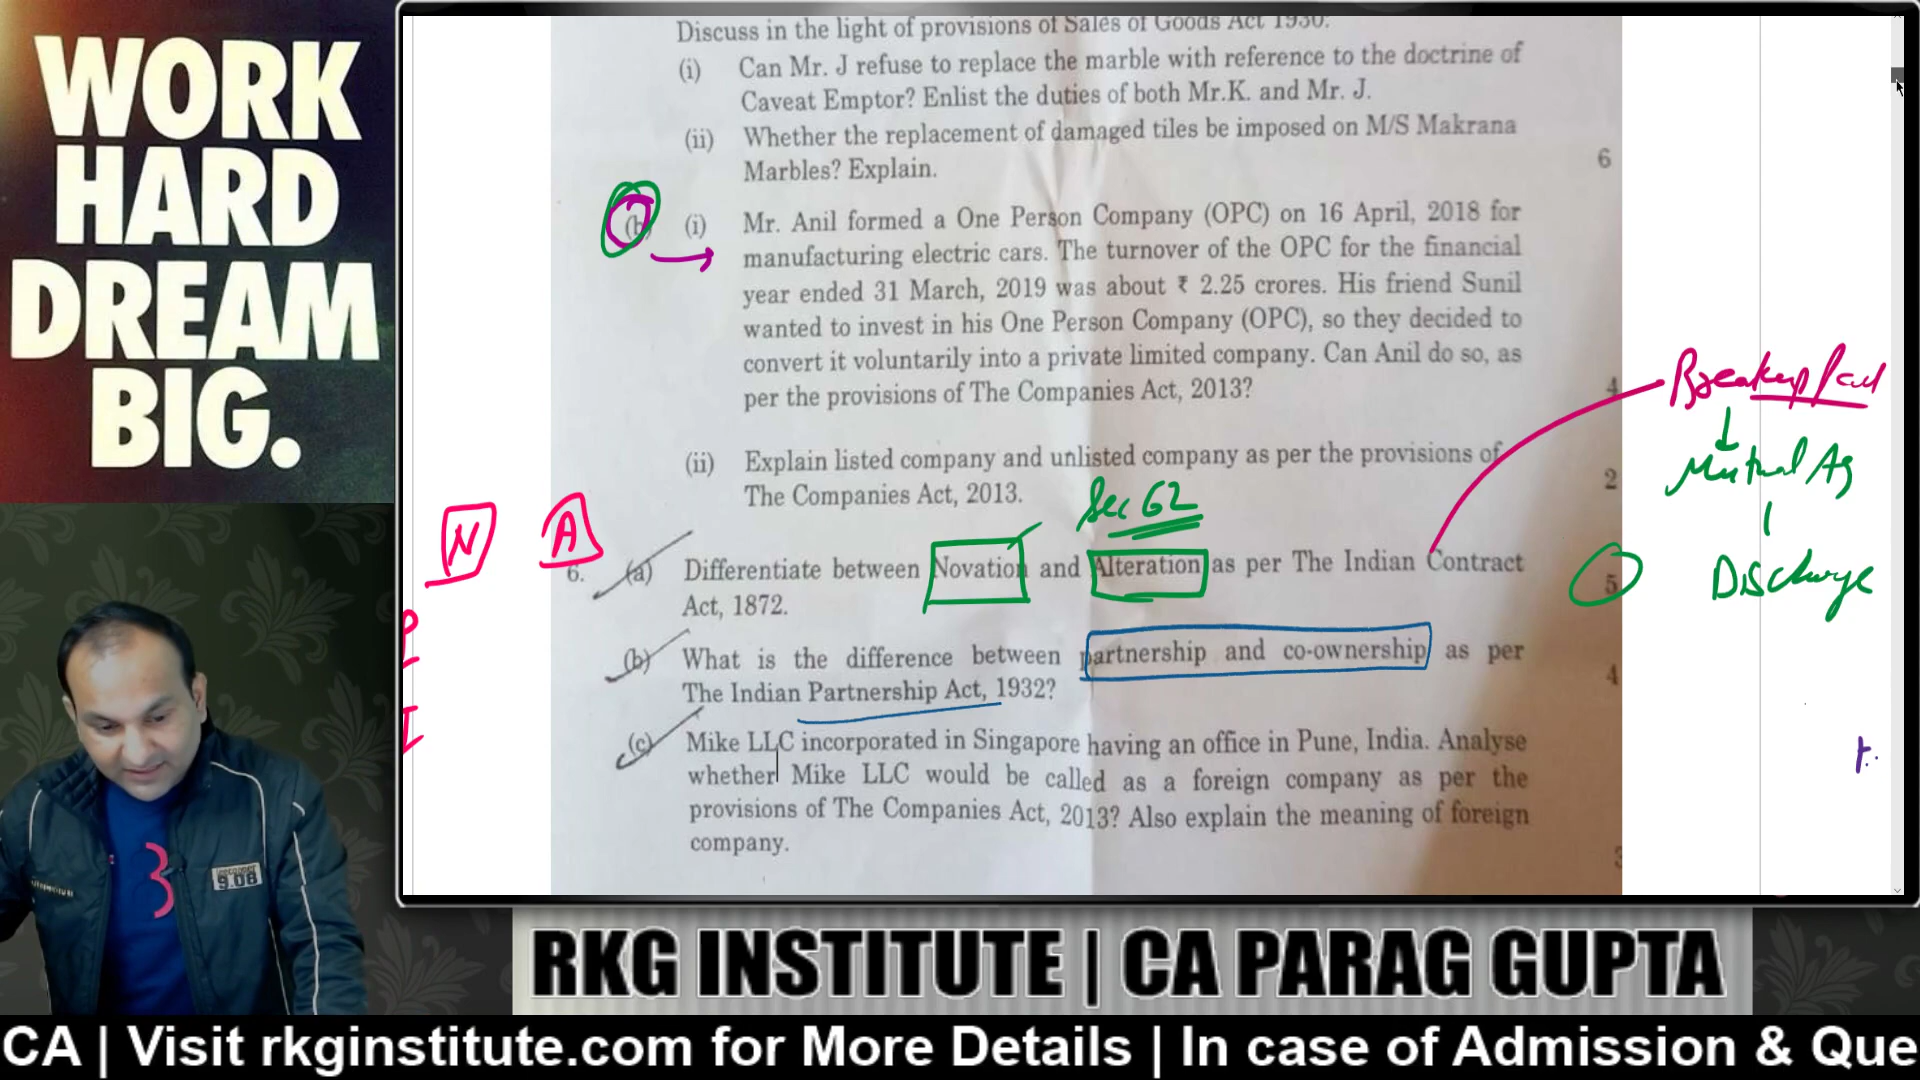 WORK
HARD
DREAM
BIG.
Discuss in the light of provisions of Sales of Goods Act 1930:
(i) Can Mr. J refuse to replace the marble with reference to the doctrine of
Caveat Emptor? Enlist the duties of both Mr.K. and Mr. J.
(ii) Whether the replacement of damaged tiles be imposed on M/S Makrana
Marbles? Explain.
6
(b) (i) Mr. Anil formed a One Person Company (OPC) on 16 April, 2018 for
manufacturing electric cars. The turnover of the OPC for the financial
year ended 31 March, 2019 was about ₹ 2.25 crores. His friend Sunil
wanted to invest in his One Person Company (OPC), so they decided to
convert it voluntarily into a private limited company. Can Anil do so, as
per the provisions of The Companies Act, 2013?
4
(ii) Explain listed company and unlisted company as per the provisions of
The Companies Act, 2013.
2
Sec 62
N A
6. (a) Differentiate between Novation and Alteration as per The Indian Contract
Act, 1872.
5
(b) What is the difference between partnership and co-ownership as per
The Indian Partnership Act, 1932?
4
(c) Mike LLC incorporated in Singapore having an office in Pune, India. Analyse
whether Mike LLC would be called as a foreign company as per the
provisions of The Companies Act, 2013? Also explain the meaning of foreign
company.
3
Breakup
Mutual Ag
Discharge
3
9.08
RKG INSTITUTE | CA PARAG GUPTA
CA | Visit rkginstitute.com for More Details | In case of Admission & Que